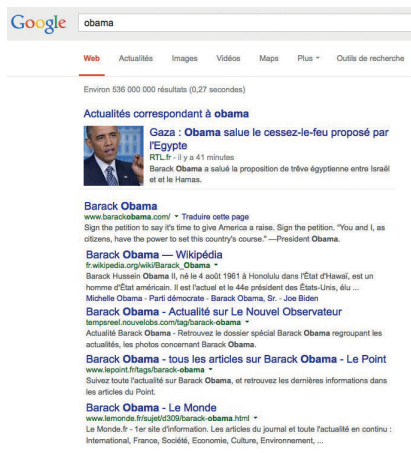 Google obama
Web Actualités Images Vidéos Maps Plus Outils de recherche
Environ 536 000 000 résultats (0,27 secondes)
Actualités correspondant à obama
Gaza : Obama salue le cessez-le-feu proposé par
l'Egypte
RTL.fr - il y a 41 minutes
Barack Obama a salué la proposition de trêve égyptienne entre Israël
et et le Hamas.
Barack Obama
www.barackobama.com/ Traduire cette page
Sign the petition to say it's time to give America a raise. Sign the petition. "You and I, as
citizens, have the power to set this country's course." —President Obama.
Barack Obama — Wikipédia
fr.wikipedia.org/wiki/Barack_Obama
Barack Hussein Obama II, né le 4 août 1961 à Honolulu dans l'État d'Hawaï, est un
homme d'État américain. Il est l'actuel et le 44e président des États-Unis, élu ...
Michelle Obama - Parti démocrate - Barack Obama, Sr. - Joe Biden
Barack Obama - Actualité sur Le Nouvel Observateur
tempsreel.nouvelobs.com/tag/barack-obama
Actualité Barack Obama - Retrouvez le dossier spécial Barack Obama regroupant les
actualités, les photos concernant Barack Obama.
Barack Obama - tous les articles sur Barack Obama - Le Point
www.lepoint.fr/tags/barack-obama
Suivez toute l'actualité sur Barack Obama, et retrouvez les dernières informations dans
les articles du Point.
Barack Obama - Le Monde
www.lemonde.fr/sujet/d309/barack-obama.html
Le Monde.fr - 1er site d'information. Les articles du journal et toute l'actualité en continu :
International, France, Société, Economie, Culture, Environnement, ...